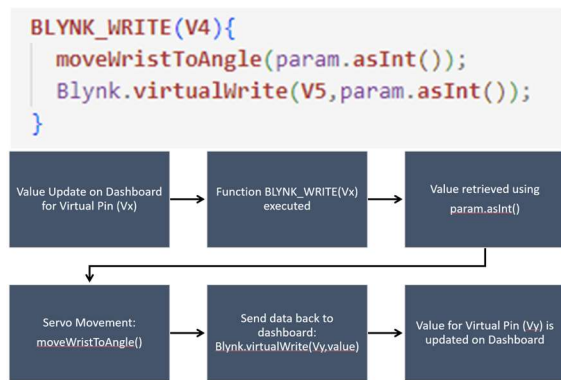 BLYNK_WRITE(V4){
moveWristToAngle(param.asInt());
Blynk.virtualWrite(V5,param.asInt());
}
Value Update on Dashboard
for Virtual Pin (Vx)
Function BLYNK_WRITE(Vx)
executed
Value retrieved using
param.asInt()
Servo Movement:
moveWristToAngle()
Send data back to
dashboard:
Blynk.virtualWrite(Vy,value)
Value for Virtual Pin (Vy) is
updated on Dashboard